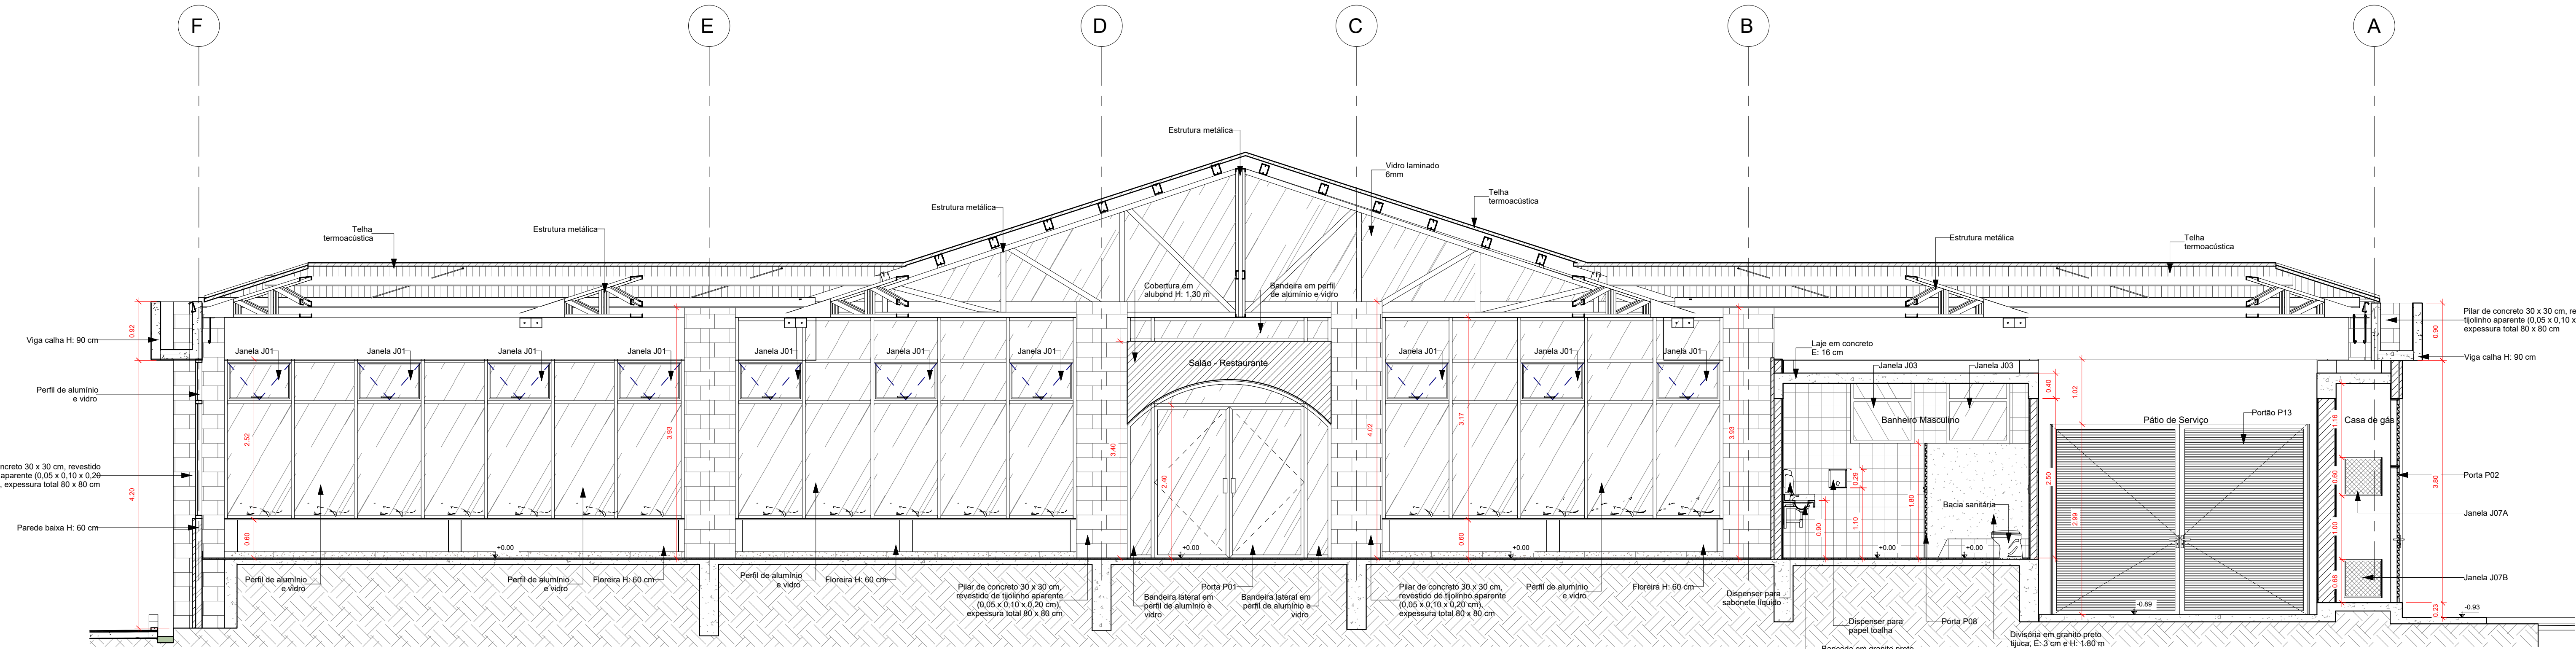 F
E
D
C
B
A
Estrutura metálica
Vidro laminado
6mm
Telha
termoacústica
Estrutura metálica
Telha
termoacústica
Estrutura metálica
Estrutura metálica
Telha
termoacústica
Cobertura em
alubond H: 1.30 m
Bandeira em perfil
de alumínio e vidro
Pilar de concreto 30 x 30 cm, re
tijolinho aparente (0,05 x 0,10 x
expessura total 80 x 80 cm
0.92
0.90
Viga calha H: 90 cm
Laje em concreto
E: 16 cm
Viga calha H: 90 cm
Janela J01
Janela J01
Janela J01
Janela J01
Janela J01
Janela J01
Janela J01
Salão - Restaurante
Janela J01
Janela J01
Janela J01
Janela J03
Janela J03
Perfil de alumínio
e vidro
0.40
1.02
Portão P13
Banheiro Masculino
Pátio de Serviço
Casa de gás
2.52
3.93
3.40
2.40
4.02
3.17
3.93
1.16
ncreto 30 x 30 cm, revestido
aparente (0,05 x 0,10 x 0,20
, expessura total 80 x 80 cm
4.20
0.29
1.80
2.50
0.60
3.80
Porta P02
Bacia sanitária
Janela J07A
Parede baixa H: 60 cm
0.60
0.60
0.90
1.10
2.99
1.00
+0.00
+0.00
+0.00
+0.00
+0.00
Perfil de alumínio
e vidro
Perfil de alumínio
e vidro
Floreira H: 60 cm
Perfil de alumínio
e vidro
Floreira H: 60 cm
Pilar de concreto 30 x 30 cm,
revestido de tijolinho aparente
(0,05 x 0,10 x 0,20 cm),
expessura total 80 x 80 cm
Bandeira lateral em
perfil de alumínio e
vidro
Porta P01
Bandeira lateral em
perfil de alumínio e
vidro
Pilar de concreto 30 x 30 cm,
revestido de tijolinho aparente
(0,05 x 0,10 x 0,20 cm),
expessura total 80 x 80 cm
Perfil de alumínio
e vidro
Floreira H: 60 cm
Dispenser para
sabonete líquido
Dispenser para
papel toalha
Porta P08
Divisória em granito preto
tijuca, E: 3 cm e H: 1.80 m
Bancada em granito preto
-0.89
0.68
Janela J07B
0.23
-0.93